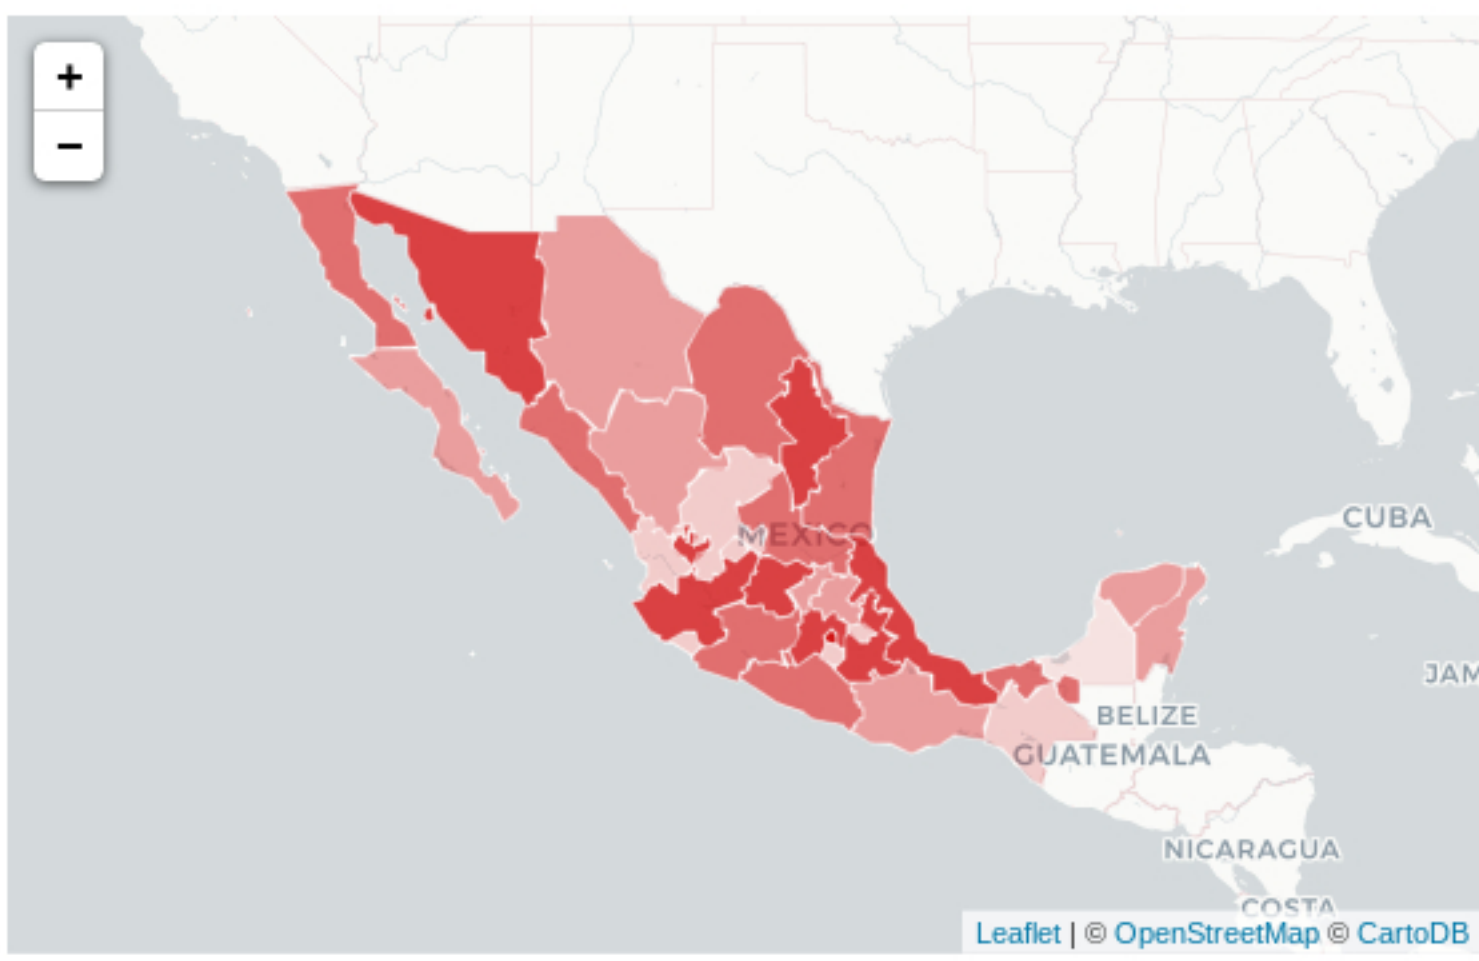 +
−
MEXICO
CUBA
JAM
BELIZE
GUATEMALA
NICARAGUA
COSTA
Leaflet | © OpenStreetMap © CartoDB